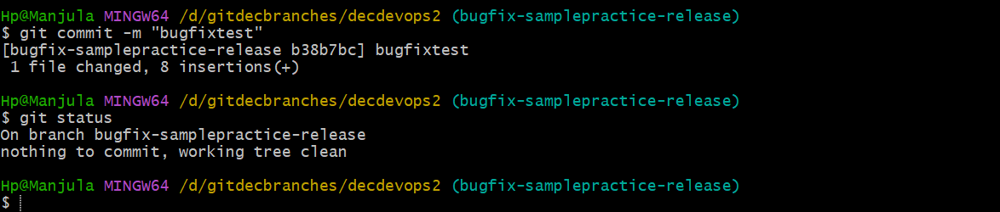 Hp@Manjula MINGW64 /d/gitdecbranches/decdevops2 (bugfix-samplepractice-release)
$ git commit -m "bugfixtest"
[bugfix-samplepractice-release b38b7bc] bugfixtest
 1 file changed, 8 insertions(+)
Hp@Manjula MINGW64 /d/gitdecbranches/decdevops2 (bugfix-samplepractice-release)
$ git status
On branch bugfix-samplepractice-release
nothing to commit, working tree clean
Hp@Manjula MINGW64 /d/gitdecbranches/decdevops2 (bugfix-samplepractice-release)
$